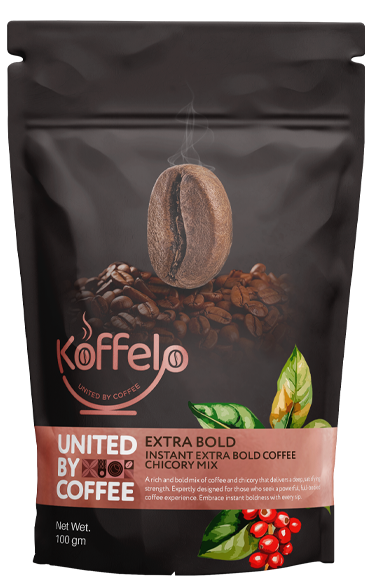 Koffelo
UNITED BY COFFEE
UNITED
BY
COFFEE
EXTRA BOLD
INSTANT EXTRA BOLD COFFEE
CHICORY MIX
A rich and bold mix of coffee and chicory that delivers a deep, satisfying
strength. Expertly designed for those who seek a powerful, full
coffee experience. Embrace instant boldness with every sip.
Net Wet.
100 gm